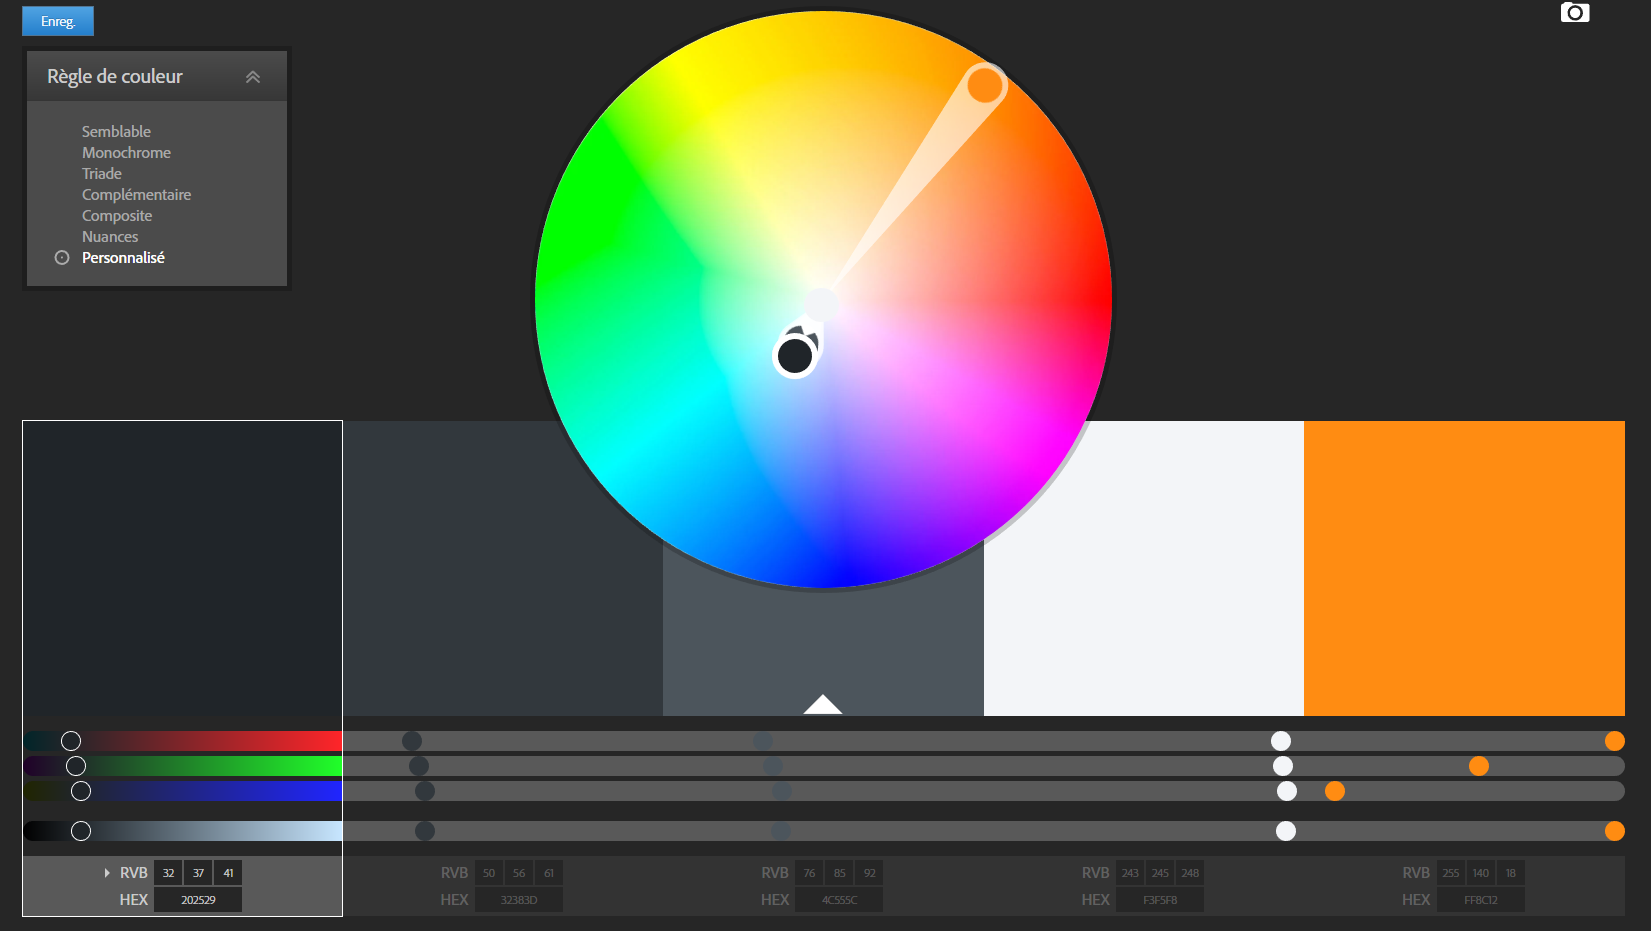 Enreg.
Règle de couleur
Semblable
Monochrome
Triade
Complémentaire
Composite
Nuances
Personnalisé
RVB 32 37 41
HEX 202529
RVB 50 56 61
HEX 32383D
RVB 76 85 92
HEX 4C555C
RVB 243 245 248
HEX F3F5F8
RVB 255 140 18
HEX FF8C12